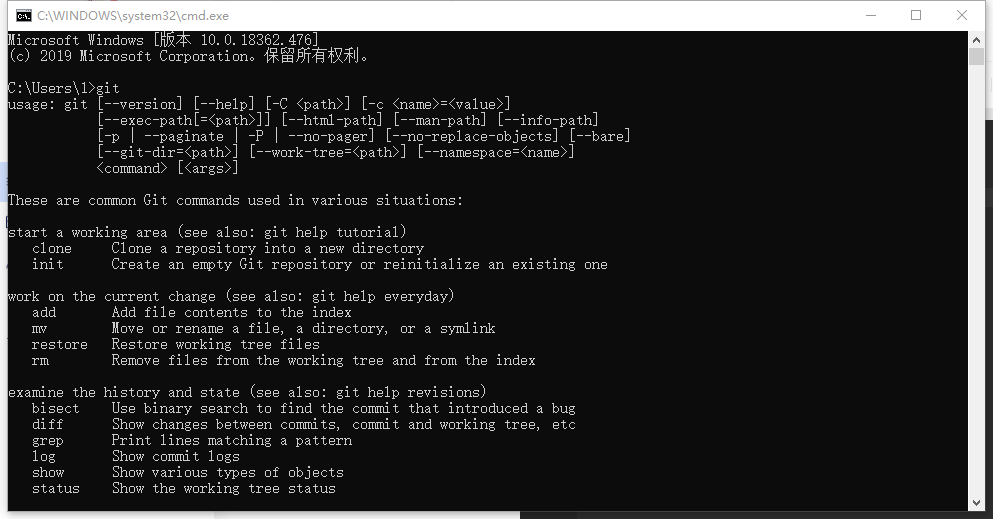 C:\WINDOWS\system32\cmd.exe
Microsoft Windows [版本 10.0.18362.476]
(c) 2019 Microsoft Corporation。保留所有权利。
C:\Users\1>git
usage: git [--version] [--help] [-C <path>] [-c <name>=<value>]
[--exec-path[=<path>]] [--html-path] [--man-path] [--info-path]
[-p | --paginate | -P | --no-pager] [--no-replace-objects] [--bare]
[--git-dir=<path>] [--work-tree=<path>] [--namespace=<name>]
<command> [<args>]
These are common Git commands used in various situations:
start a working area (see also: git help tutorial)
clone Clone a repository into a new directory
init Create an empty Git repository or reinitialize an existing one
work on the current change (see also: git help everyday)
add Add file contents to the index
mv Move or rename a file, a directory, or a symlink
restore Restore working tree files
rm Remove files from the working tree and from the index
examine the history and state (see also: git help revisions)
bisect Use binary search to find the commit that introduced a bug
diff Show changes between commits, commit and working tree, etc
grep Print lines matching a pattern
log Show commit logs
show Show various types of objects
status Show the working tree status